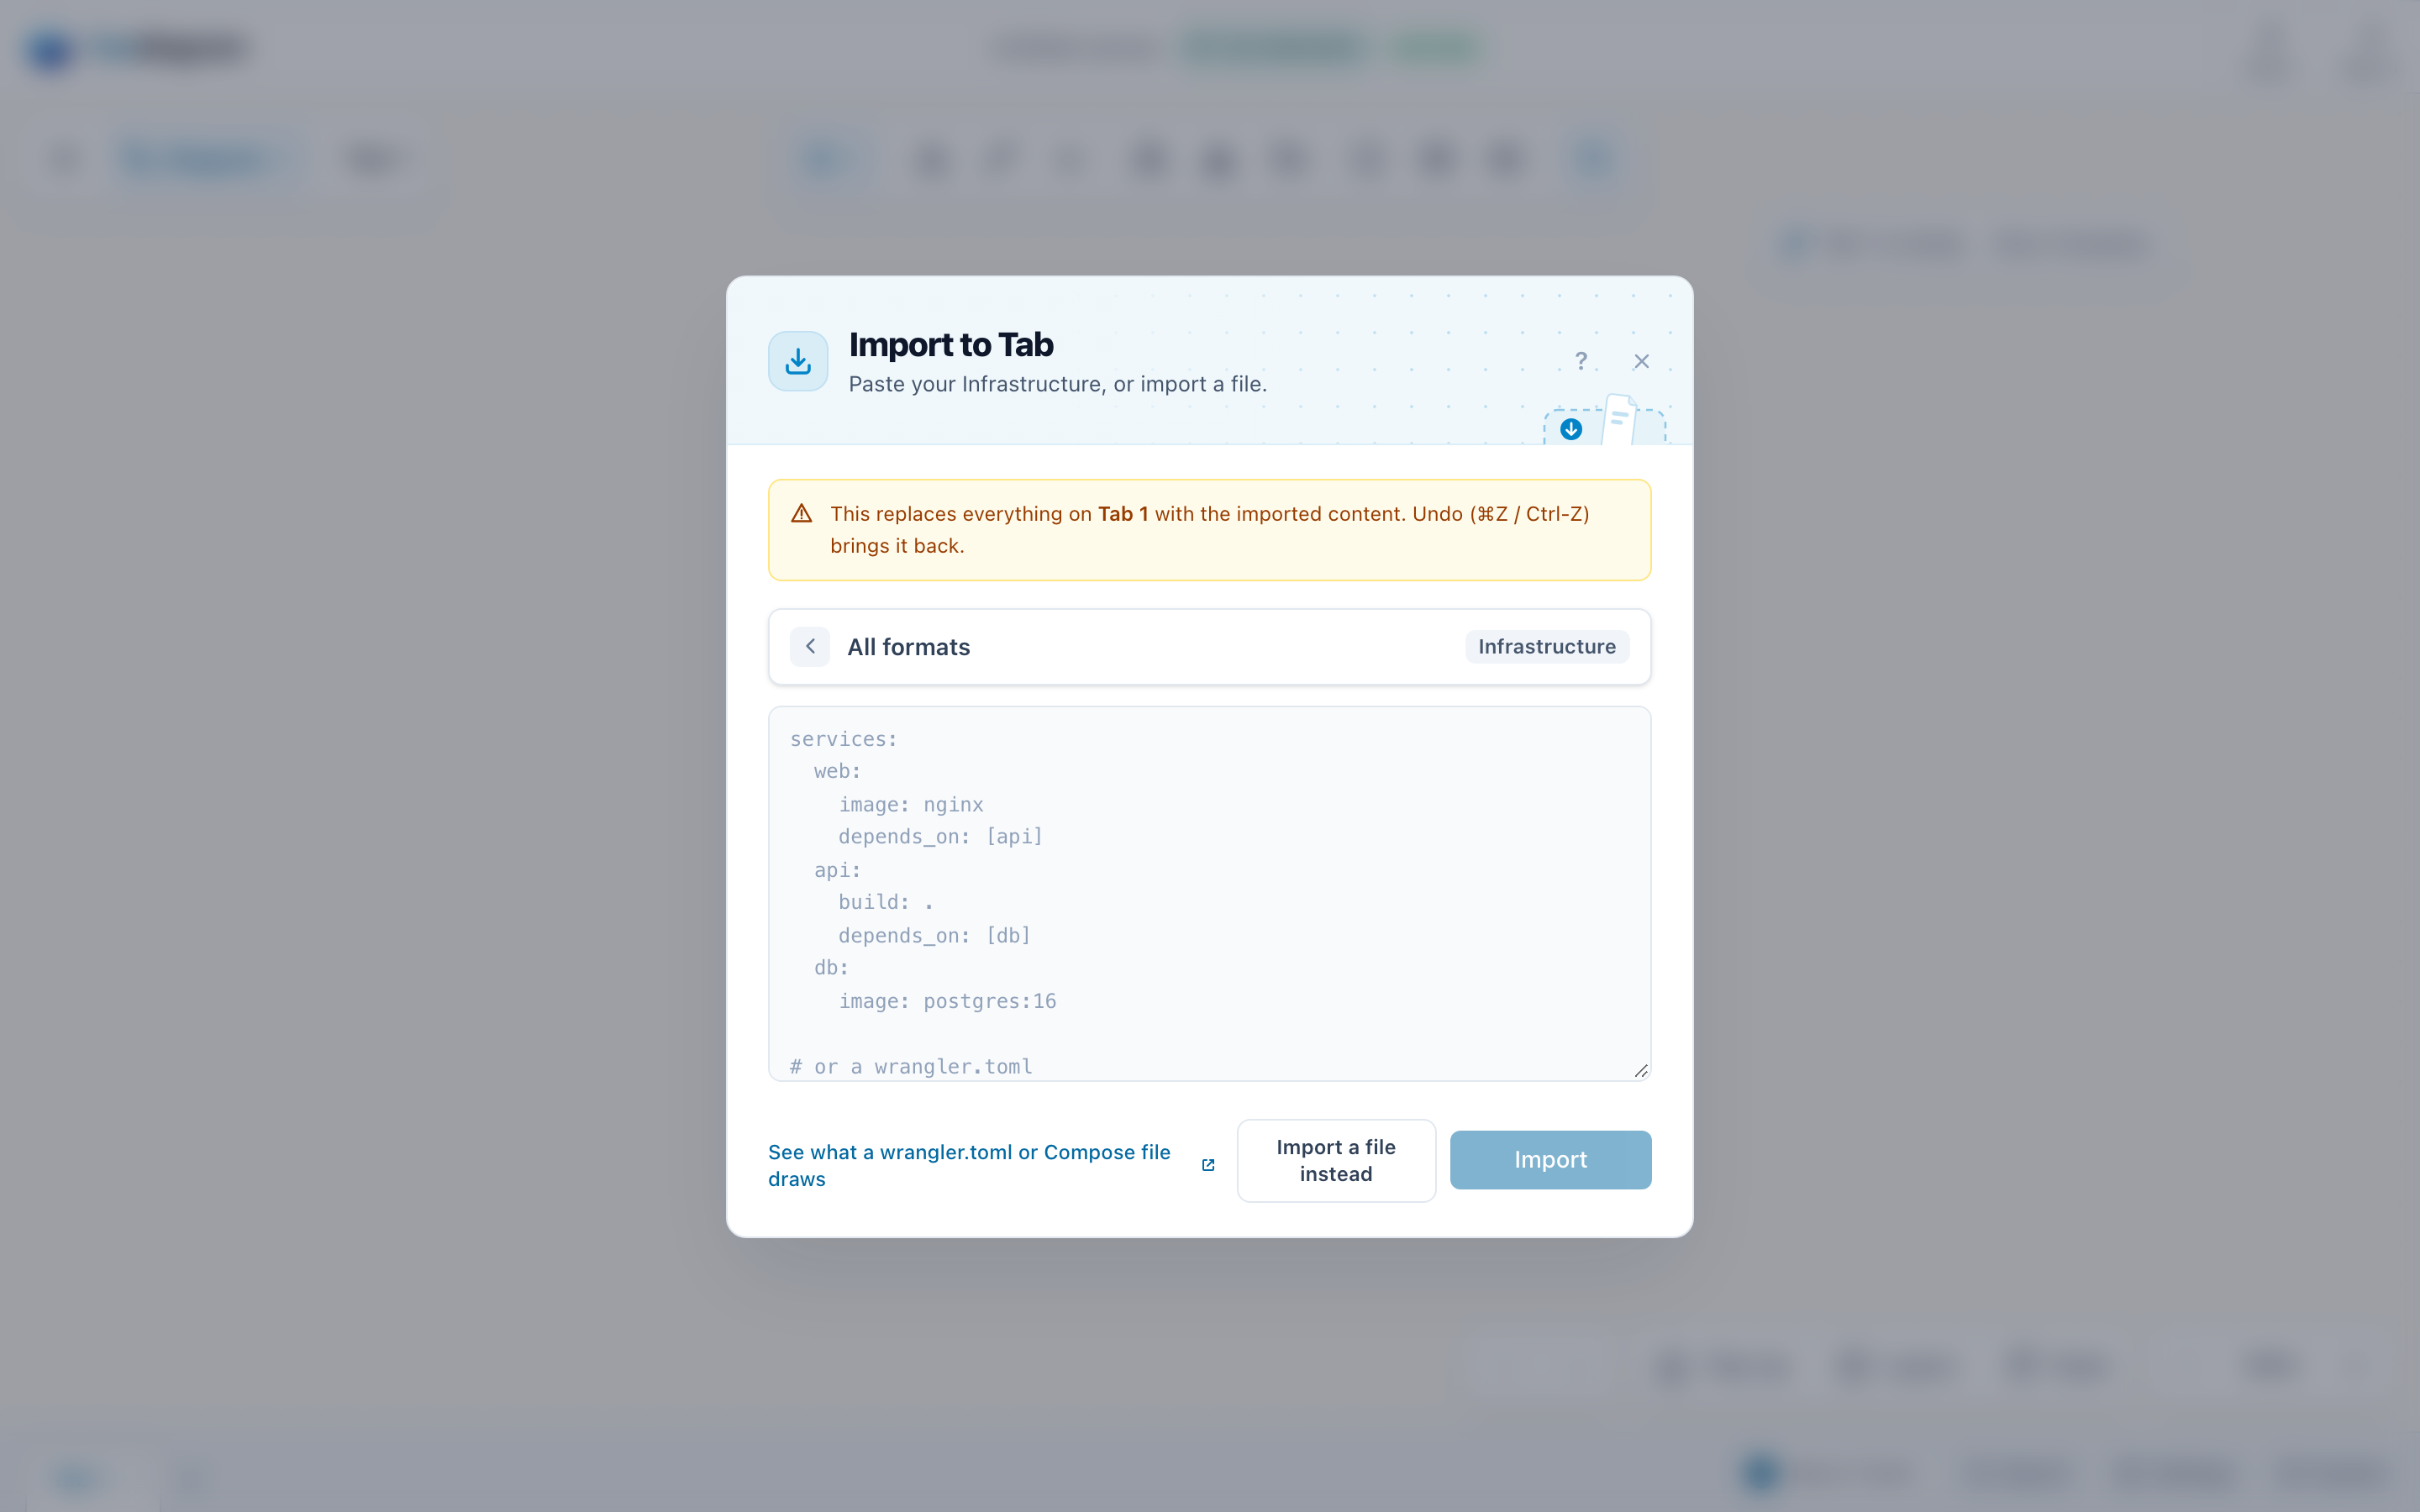 Import to Tab
Paste your Infrastructure, or import a file.
?
This replaces everything on Tab 1 with the imported content. Undo (⌘Z / Ctrl-Z)
brings it back.
All formats
Infrastructure
services:
  web:
    image: nginx
    depends_on: [api]
  api:
    build: .
    depends_on: [db]
  db:
    image: postgres:16

# or a wrangler.toml
See what a wrangler.toml or Compose file
draws
Import a file
instead
Import